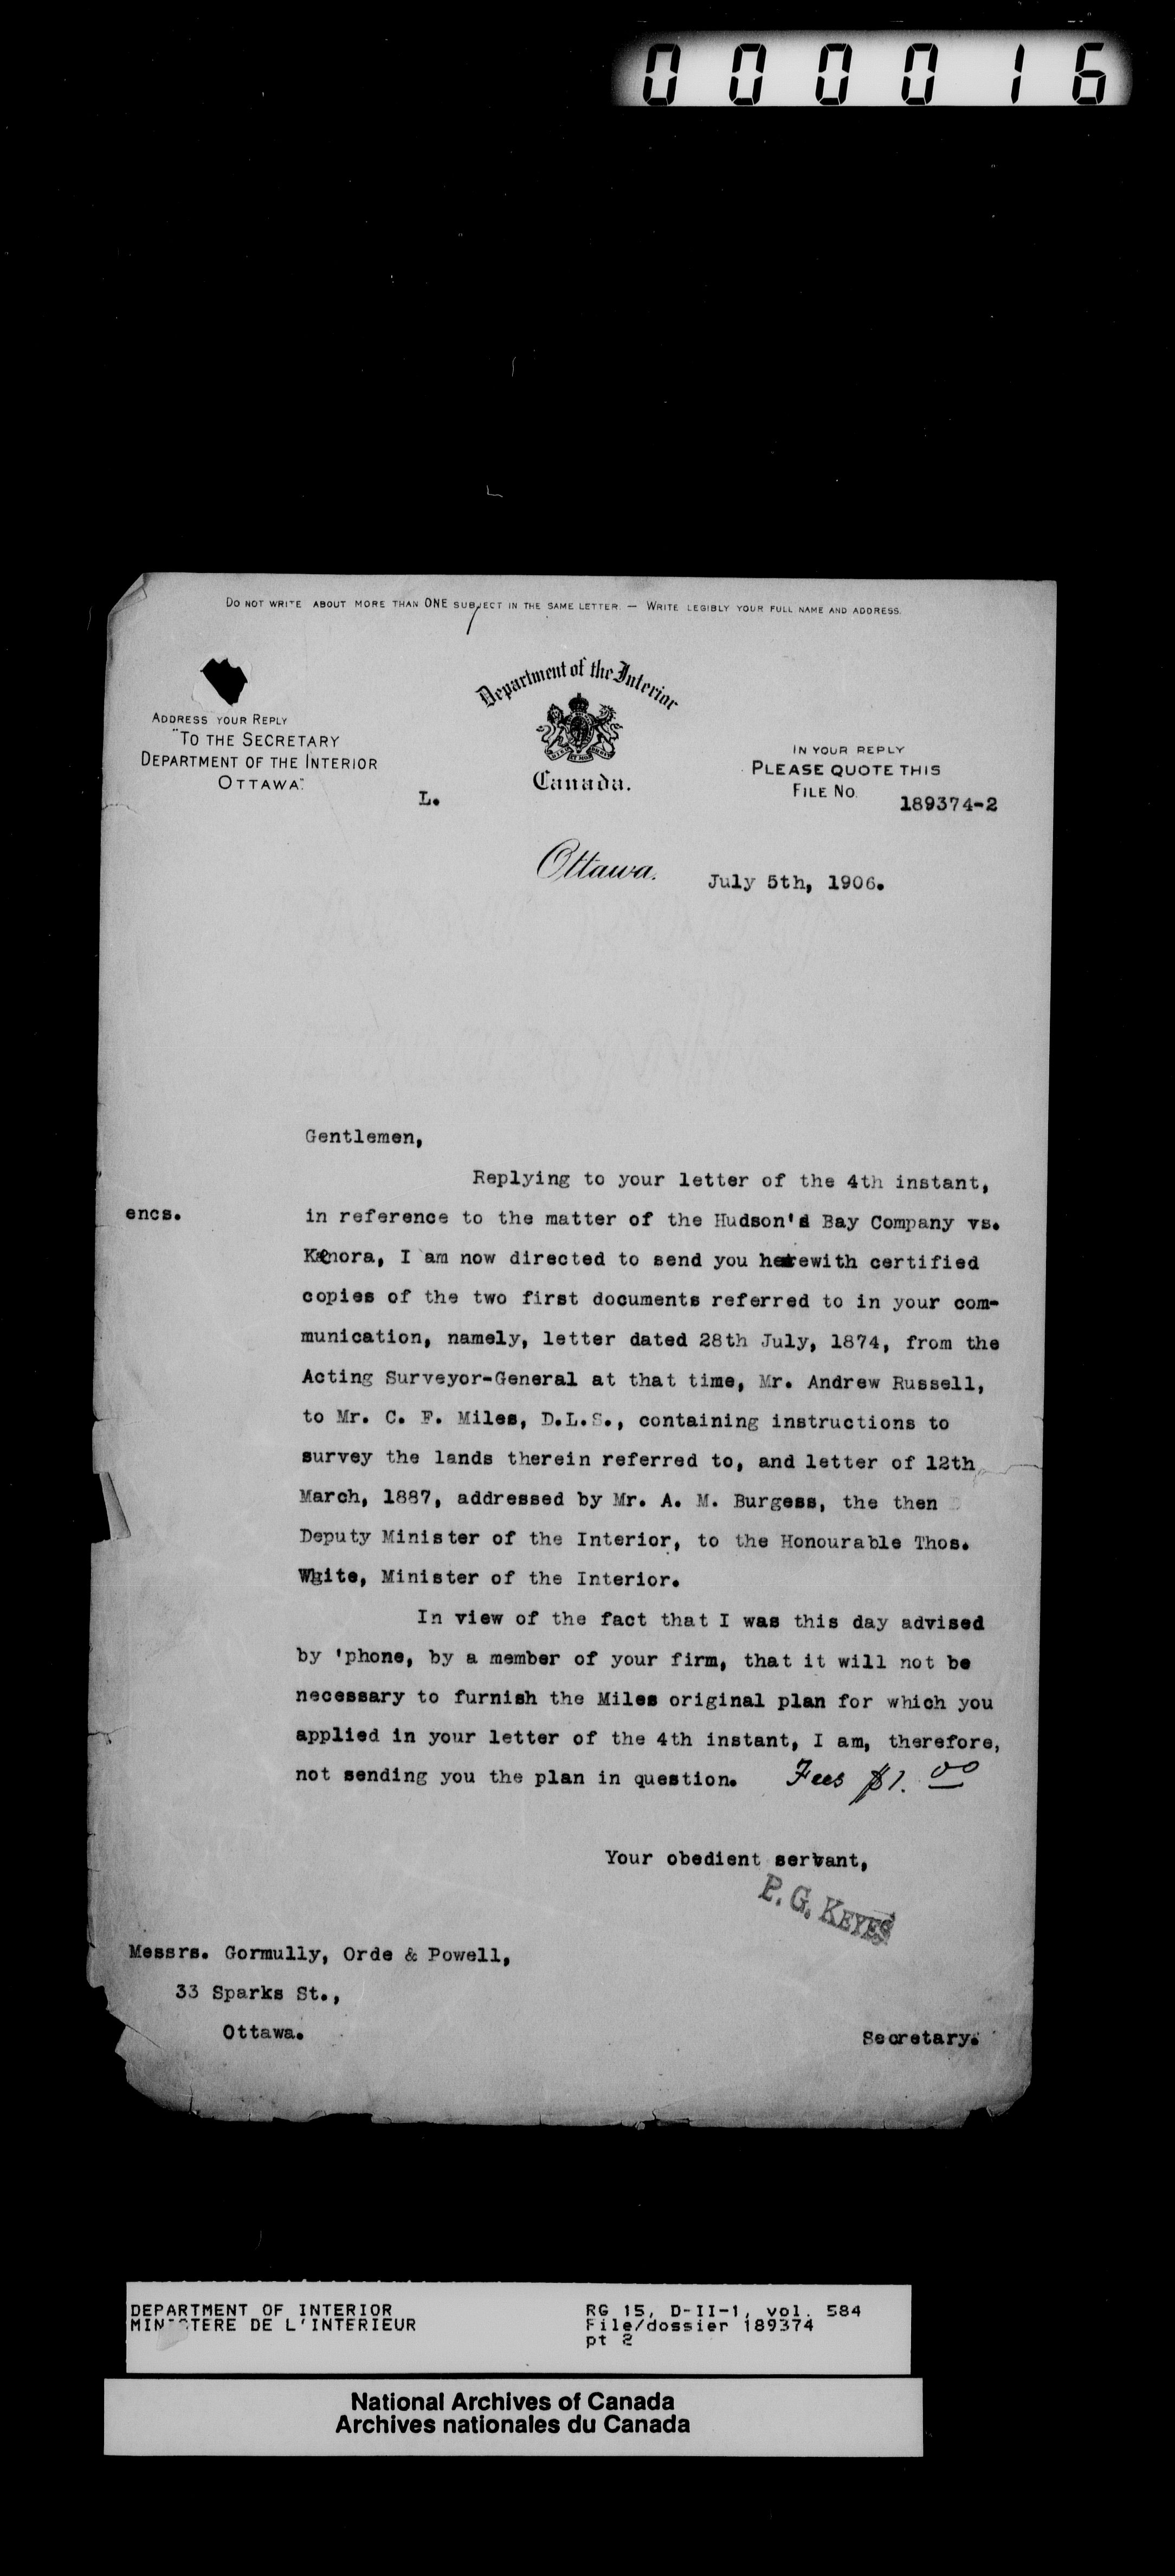 000016
DO NOT WRITE ABOUT MORE THAN ONE SUBJECT IN THE SAME LETTER. — WRITE LEGIBLY YOUR FULL NAME AND ADDRESS.
Department of the Interior
Canada.
ADDRESS YOUR REPLY
"TO THE SECRETARY
DEPARTMENT OF THE INTERIOR
OTTAWA."
L.
IN YOUR REPLY
PLEASE QUOTE THIS
FILE NO.
189374-2
Ottawa. July 5th, 1906.
Gentlemen,
Replying to your letter of the 4th instant,
encs.
in reference to the matter of the Hudson's Bay Company vs.
Kenora, I am now directed to send you herewith certified
copies of the two first documents referred to in your com-
munication, namely, letter dated 28th July, 1874, from the
Acting Surveyor-General at that time, Mr. Andrew Russell,
to Mr. C. F. Miles, D.L.S., containing instructions to
survey the lands therein referred to, and letter of 12th
March, 1887, addressed by Mr. A. M. Burgess, the then
Deputy Minister of the Interior, to the Honourable Thos.
White, Minister of the Interior.
In view of the fact that I was this day advised
by 'phone, by a member of your firm, that it will not be
necessary to furnish the Miles original plan for which you
applied in your letter of the 4th instant, I am, therefore,
not sending you the plan in question. Fees $1.00
Your obedient servant,
P. G. KEYES
Messrs. Gormully, Orde & Powell,
33 Sparks St.,
Ottawa.
Secretary.
DEPARTMENT OF INTERIOR
MINISTERE DE L'INTERIEUR
RG 15, D-II-1, vol. 584
File/dossier 189374
pt 2
National Archives of Canada
Archives nationales du Canada